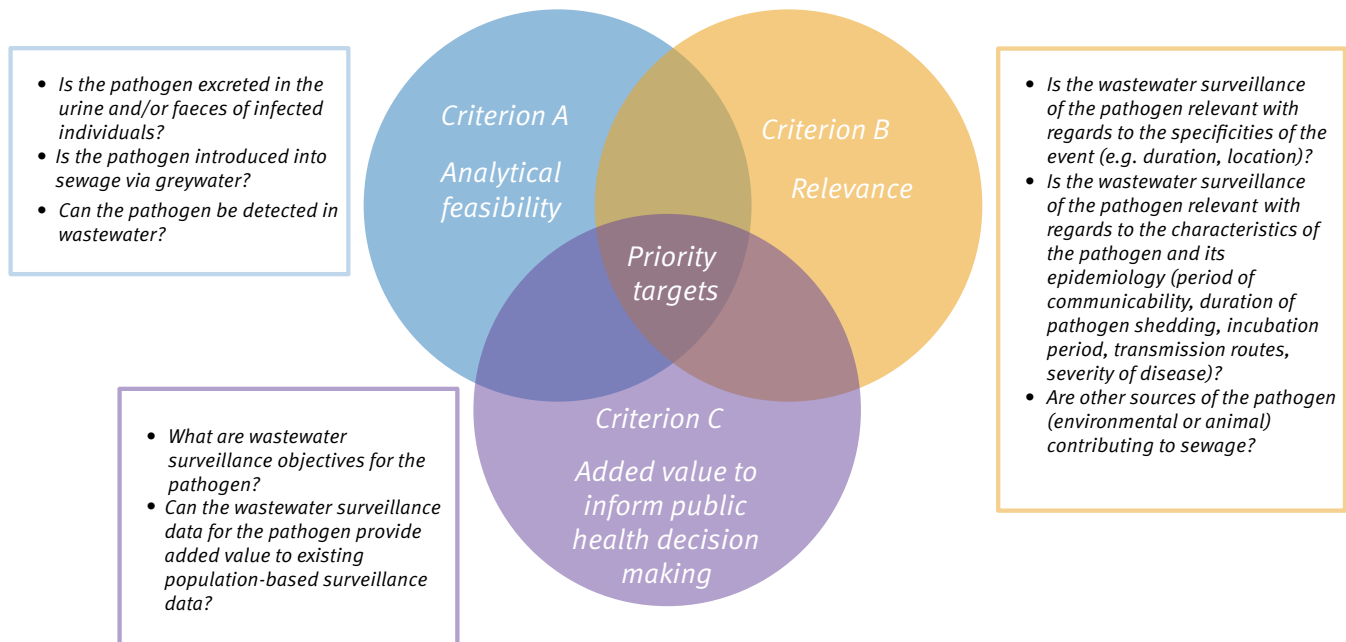 • Is the pathogen excreted in the
urine and/or faeces of infected
individuals?
• Is the pathogen introduced into
sewage via greywater?
• Can the pathogen be detected in
wastewater?
Criterion A
Analytical
feasibility
Criterion B
Relevance
Priority
targets
Criterion C
Added value to
inform public
health decision
making
• Is the wastewater surveillance
of the pathogen relevant with
regards to the specificities of the
event (e.g. duration, location)?
• Is the wastewater surveillance
of the pathogen relevant with
regards to the characteristics of
the pathogen and its
epidemiology (period of
communicability, duration of
pathogen shedding, incubation
period, transmission routes,
severity of disease)?
• Are other sources of the pathogen
(environmental or animal)
contributing to sewage?
• What are wastewater
surveillance objectives for the
pathogen?
• Can the wastewater surveillance
data for the pathogen provide
added value to existing
population-based surveillance
data?